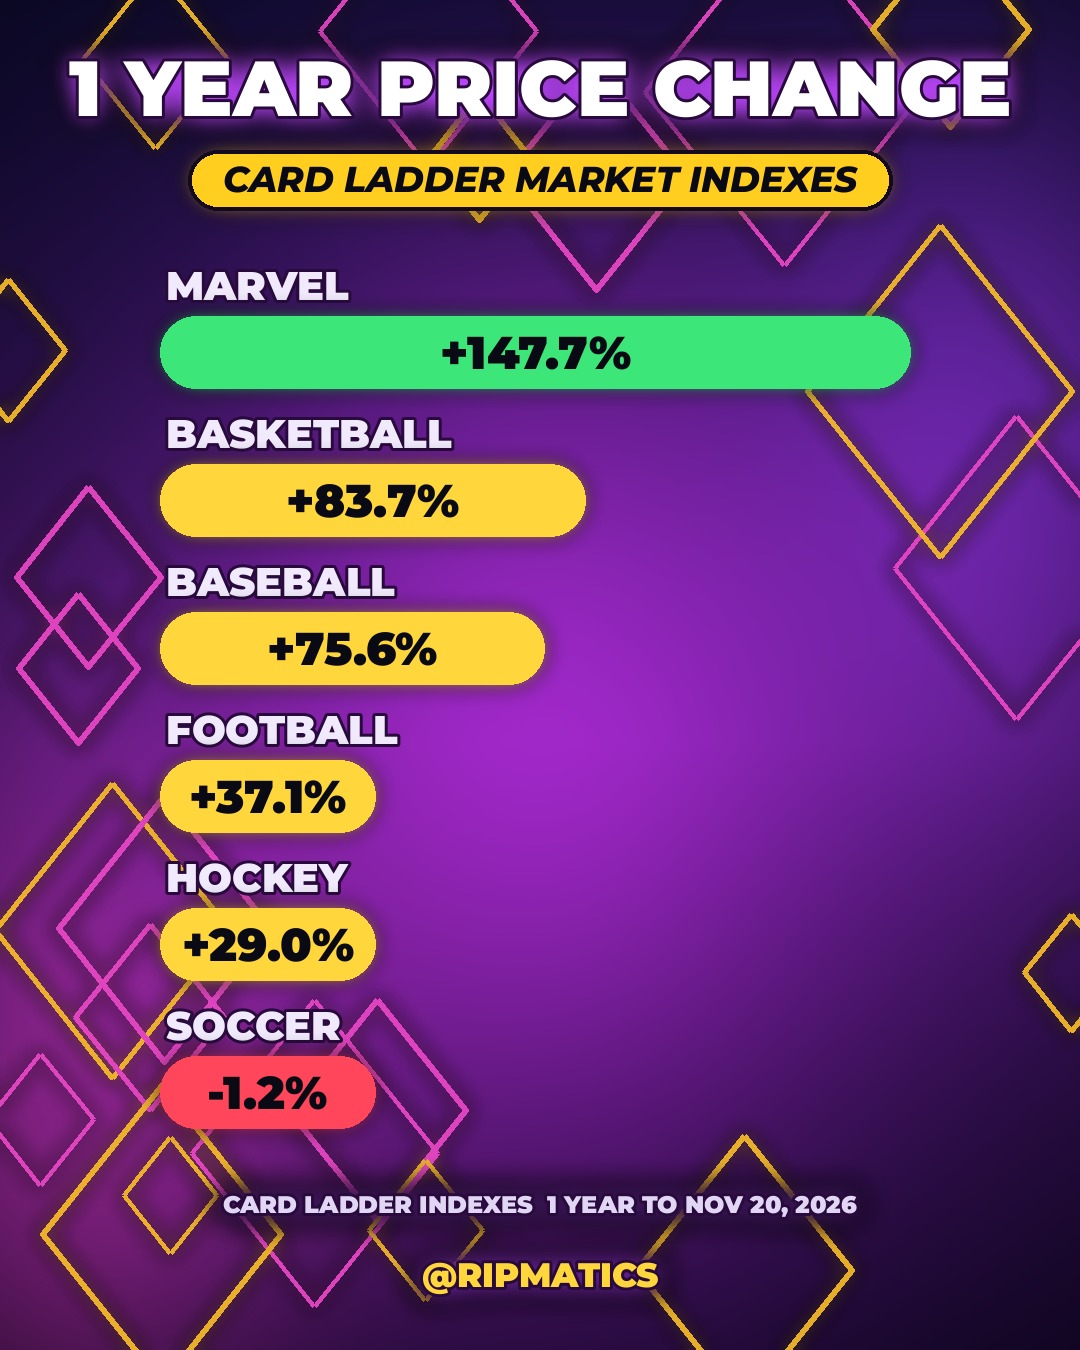 1 YEAR PRICE CHANGE
CARD LADDER MARKET INDEXES
MARVEL
+147.7%
BASKETBALL
+83.7%
BASEBALL
+75.6%
FOOTBALL
+37.1%
HOCKEY
+29.0%
SOCCER
-1.2%
CARD LADDER INDEXES 1 YEAR TO NOV 20, 2026
@RIPMATICS